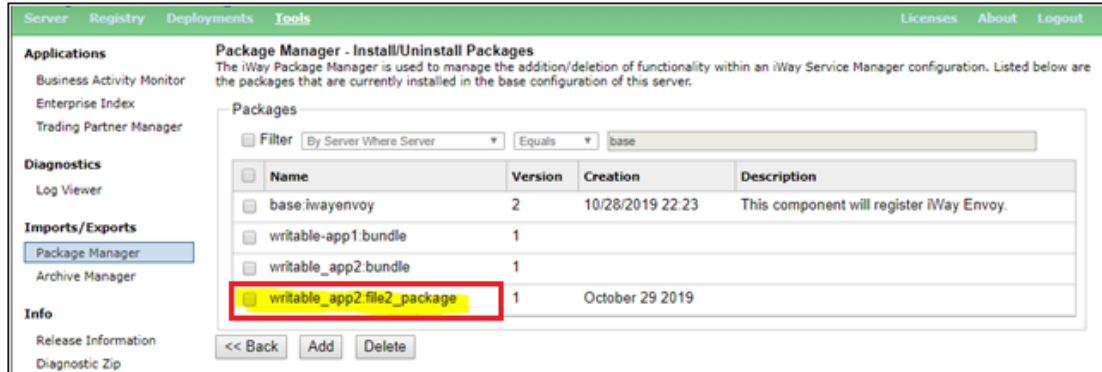 Server Registry Deployments Tools Licenses About Logout
Applications
Business Activity Monitor
Enterprise Index
Trading Partner Manager
Diagnostics
Log Viewer
Imports/Exports
Package Manager
Archive Manager
Info
Release Information
Diagnostic Zip
Package Manager - Install/Uninstall Packages
The iWay Package Manager is used to manage the addition/deletion of functionality within an iWay Service Manager configuration. Listed below are
the packages that are currently installed in the base configuration of this server.
Packages
Filter By Server Where Server Equals base
Name Version Creation Description
base:iwayenvoy 2 10/28/2019 22:23 This component will register iWay Envoy.
writable-app1:bundle 1
writable_app2:bundle 1
writable_app2:file2_package 1 October 29 2019
<< Back Add Delete